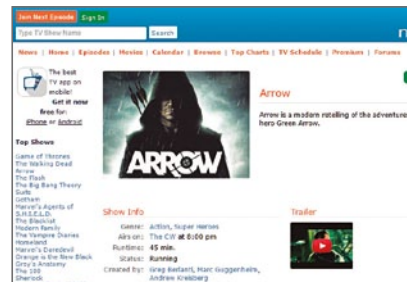 Join Next Episode Sign In
Type TV Show Name Search
News | Home | Episodes | Movies | Calendar | Browse | Top Charts | TV Schedule | Premium | Forums
The best
TV app on
mobile!
Get it now
free for:
iPhone or Android
Top Shows
Game of Thrones
The Walking Dead
Arrow
The Flash
The Big Bang Theory
Suits
Gotham
Marvel's Agents of
S.H.I.E.L.D.
The Blacklist
Modern Family
The Vampire Diaries
Homeland
Marvel's Daredevil
Orange is the New Black
Grey's Anatomy
The 100
Sherlock
ARROW
Arrow
Arrow is a modern retelling of the adventure
hero Green Arrow.
Show Info
Genre: Action, Super Heroes
Airs on: The CW at 8:00 pm
Runtime: 45 min.
Status: Running
Created by: Greg Berlanti, Marc Guggenheim,
Andrew Kreisberg
Trailer